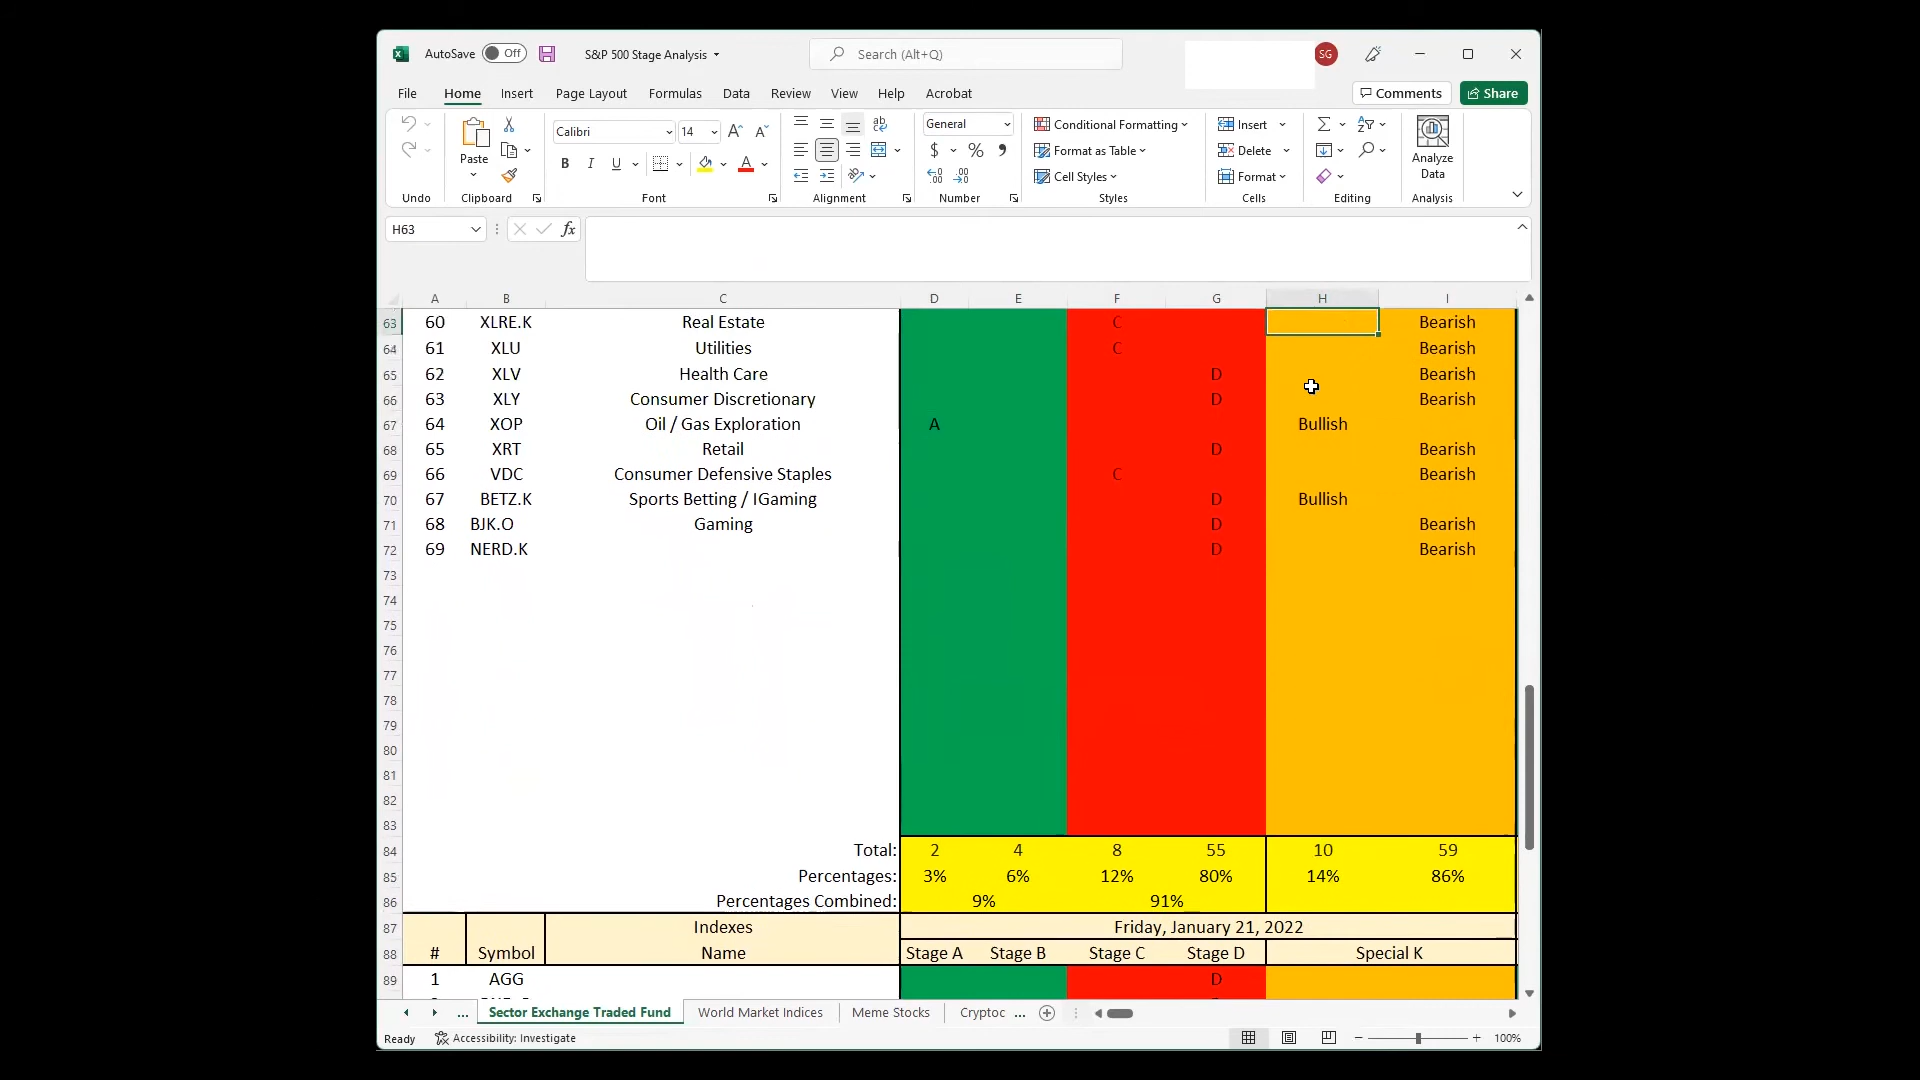 AutoSave Off S&P 500 Stage Analysis Search (Alt+Q) SG
File Home Insert Page Layout Formulas Data Review View Help Acrobat Comments Share
Calibri 14 General Conditional Formatting Insert
Paste B I U Format as Table Delete Analyze Data
Cell Styles Format
Undo Clipboard Font Alignment Number Styles Cells Editing Analysis
H63 fx
A B C D E F G H I
63 60 XLRE.K Real Estate C Bearish
64 61 XLU Utilities C Bearish
65 62 XLV Health Care D Bearish
66 63 XLY Consumer Discretionary D Bearish
67 64 XOP Oil / Gas Exploration A Bullish
68 65 XRT Retail D Bearish
69 66 VDC Consumer Defensive Staples C Bearish
70 67 BETZ.K Sports Betting / IGaming D Bullish
71 68 BJK.O Gaming D Bearish
72 69 NERD.K D Bearish
73
74
75
76
77
78
79
80
81
82
83
84 Total: 2 4 8 55 10 59
85 Percentages: 3% 6% 12% 80% 14% 86%
86 Percentages Combined: 9% 91%
87 Indexes Friday, January 21, 2022
88 # Symbol Name Stage A Stage B Stage C Stage D Special K
89 1 AGG D
... Sector Exchange Traded Fund World Market Indices Meme Stocks Cryptoc ...
Ready Accessibility: Investigate 100%